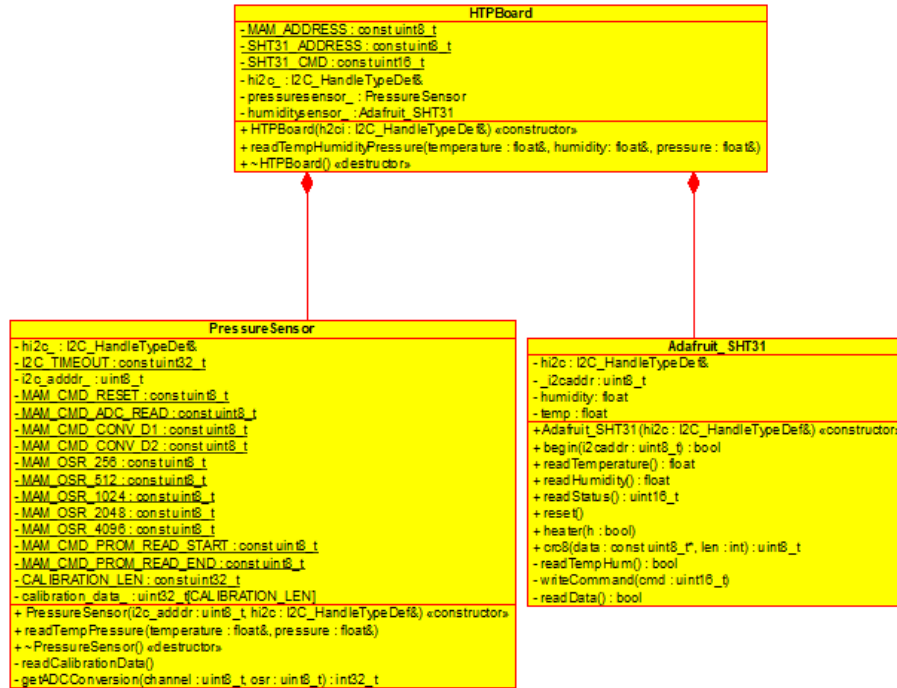 HTPBoard
- MAM_ADDRESS : const uint8_t
- SHT31_ADDRESS : const uint8_t
- SHT31_CMD : const uint16_t
- hi2c_ : I2C_HandleTypeDef&
- pressuresensor_ : PressureSensor
- humiditysensor_ : Adafruit_SHT31
+ HTPBoard(h2ci : I2C_HandleTypeDef&) «constructor»
+ readTempHumidityPressure(temperature : float&, humidity: float&, pressure : float&)
+ ~HTPBoard() «destructor»
PressureSensor
- hi2c_ : I2C_HandleTypeDef&
- I2C_TIMEOUT : const uint32_t
- i2c_adddr_ : uint8_t
- MAM_CMD_RESET : const uint8_t
- MAM_CMD_ADC_READ : const uint8_t
- MAM_CMD_CONV_D1 : const uint8_t
- MAM_CMD_CONV_D2 : const uint8_t
- MAM_OSR_256 : const uint8_t
- MAM_OSR_512 : const uint8_t
- MAM_OSR_1024 : const uint8_t
- MAM_OSR_2048 : const uint8_t
- MAM_OSR_4096 : const uint8_t
- MAM_CMD_PROM_READ_START : const uint8_t
- MAM_CMD_PROM_READ_END : const uint8_t
- CALIBRATION_LEN : const uint32_t
- calibration_data_ : uint32_t[CALIBRATION_LEN]
+ PressureSensor(i2c_addr : uint8_t, hi2c : I2C_HandleTypeDef&) «constructor»
+ readTempPressure(temperature : float&, pressure : float&)
+ ~PressureSensor() «destructor»
- readCalibrationData()
- getADCConversion(channel : uint8_t, osr : uint8_t) : int32_t
Adafruit_SHT31
- hi2c : I2C_HandleTypeDef&
- _i2caddr : uint8_t
- humidity: float
- temp : float
+Adafruit_SHT31(hi2c : I2C_HandleTypeDef&) «constructor»
+ begin(i2caddr : uint8_t) : bool
+ readTemperature() : float
+ readHumidity() : float
+ readStatus() : uint16_t
+ reset()
+ heater(h : bool)
+ crc8(data : const uint8_t*, len : int) : uint8_t
- readTempHum() : bool
- writeCommand(cmd : uint16_t)
- readData() : bool